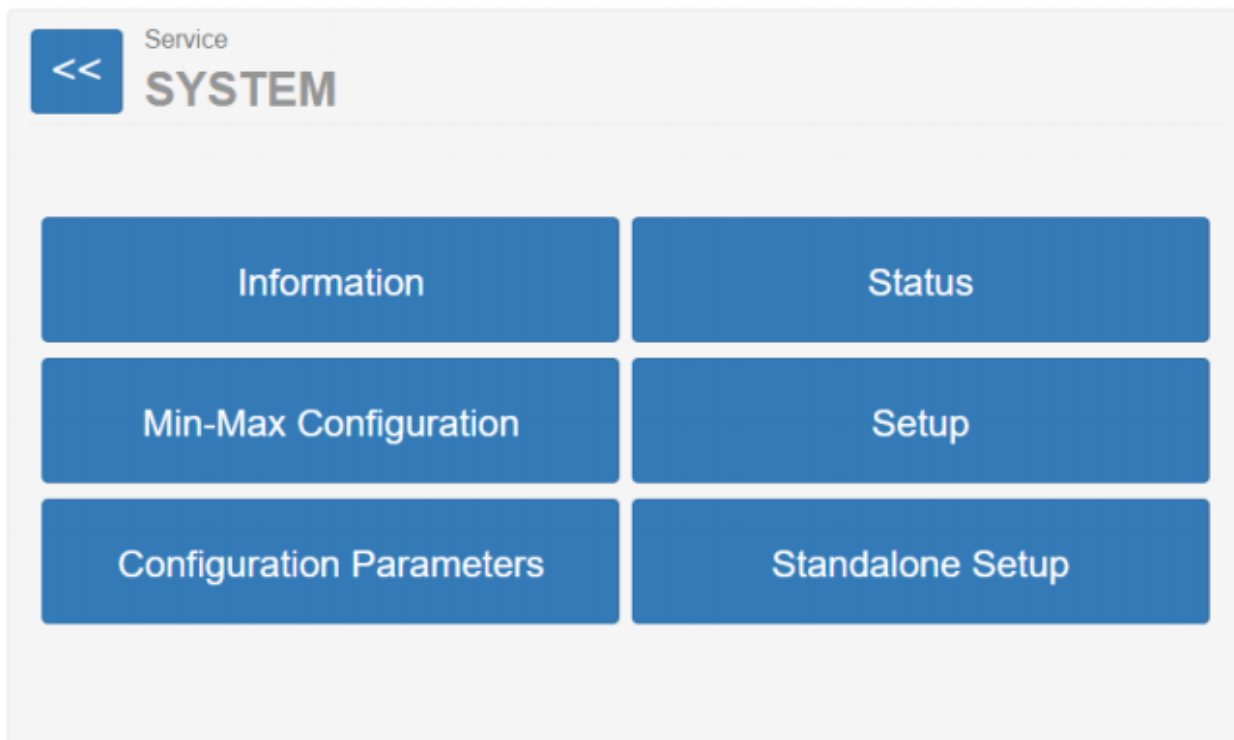 <<
Service
SYSTEM
Information
Status
Min-Max Configuration
Setup
Configuration Parameters
Standalone Setup